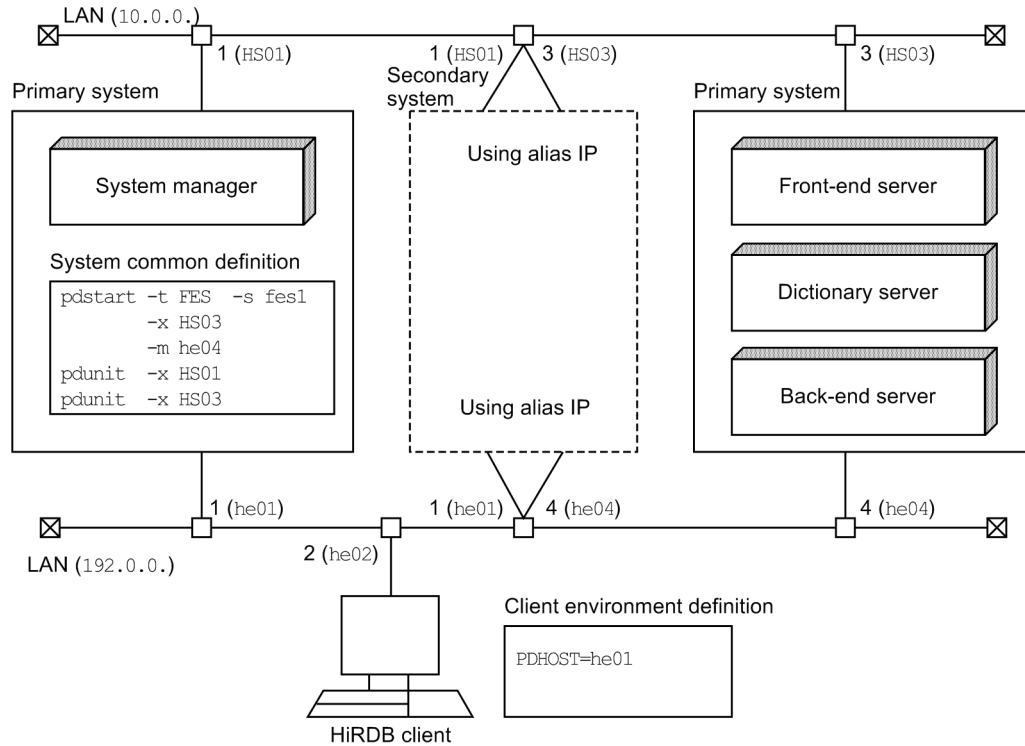 LAN (10.0.0.)
1 (HS01)
1 (HS01)
3 (HS03)
3 (HS03)
Primary system
Secondary
system
Primary system
System manager
Using alias IP
Front-end server
System common definition
pdstart -t FES -s fes1
-x HS03
-m he04
pdunit -x HS01
pdunit -x HS03
Dictionary server
Using alias IP
Back-end server
1 (he01)
1 (he01)
4 (he04)
4 (he04)
2 (he02)
LAN (192.0.0.)
Client environment definition
PDHOST=he01
HiRDB client